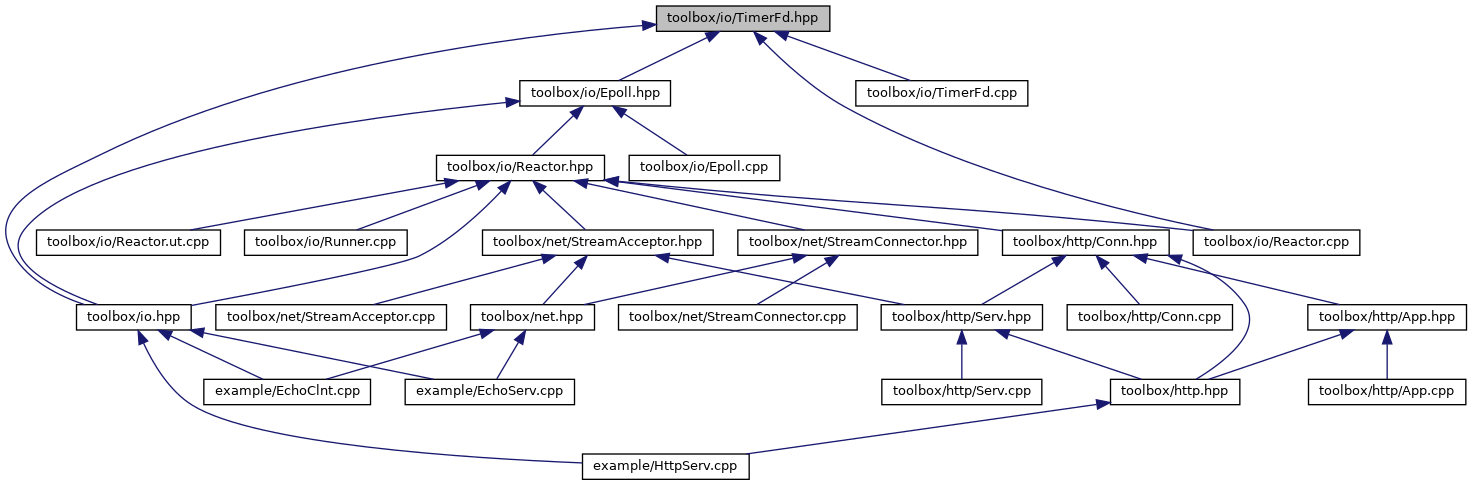 toolbox/io/TimerFd.hpp
toolbox/io/Epoll.hpp
toolbox/io/TimerFd.cpp
toolbox/io/Reactor.hpp
toolbox/io/Epoll.cpp
toolbox/io/Reactor.ut.cpp
toolbox/io/Runner.cpp
toolbox/net/StreamAcceptor.hpp
toolbox/net/StreamConnector.hpp
toolbox/http/Conn.hpp
toolbox/io/Reactor.cpp
toolbox/io.hpp
toolbox/net/StreamAcceptor.cpp
toolbox/net.hpp
toolbox/net/StreamConnector.cpp
toolbox/http/Serv.hpp
toolbox/http/Conn.cpp
toolbox/http/App.hpp
example/EchoClnt.cpp
example/EchoServ.cpp
toolbox/http/Serv.cpp
toolbox/http.hpp
toolbox/http/App.cpp
example/HttpServ.cpp